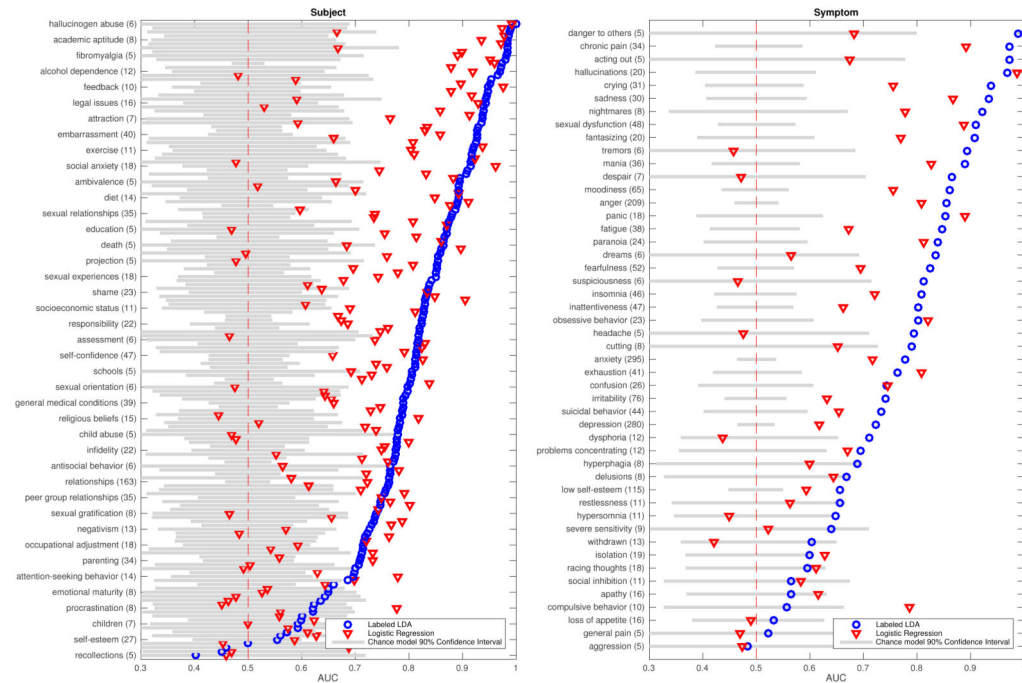 Subject
hallucinogen abuse (6)
academic aptitude (8)
fibromyalgia (5)
alcohol dependence (12)
feedback (10)
legal issues (16)
attraction (7)
embarrassment (40)
exercise (11)
social anxiety (18)
ambivalence (5)
diet (14)
sexual relationships (35)
education (5)
death (5)
projection (5)
sexual experiences (18)
shame (23)
socioeconomic status (11)
responsibility (22)
assessment (6)
self-confidence (47)
schools (5)
sexual orientation (6)
general medical conditions (39)
religious beliefs (15)
child abuse (5)
infidelity (22)
antisocial behavior (6)
relationships (163)
peer group relationships (35)
sexual gratification (8)
negativism (13)
occupational adjustment (18)
parenting (34)
attention-seeking behavior (14)
emotional maturity (8)
procrastination (8)
children (7)
self-esteem (27)
recollections (5)
Labeled LDA
Logistic Regression
Chance model 90% Confidence Interval
0.3 0.4 0.5 0.6 0.7 0.8 0.9 1
AUC
Symptom
danger to others (5)
chronic pain (34)
acting out (5)
hallucinations (20)
crying (31)
sadness (30)
nightmares (8)
sexual dysfunction (48)
fantasizing (20)
tremors (6)
mania (36)
despair (7)
moodiness (65)
anger (209)
panic (18)
fatigue (38)
paranoia (24)
dreams (6)
fearfulness (52)
suspiciousness (6)
insomnia (46)
inattentiveness (47)
obsessive behavior (23)
headache (5)
cutting (8)
anxiety (295)
exhaustion (41)
confusion (26)
irritability (76)
suicidal behavior (44)
depression (280)
dysphoria (12)
problems concentrating (12)
hyperphagia (8)
delusions (8)
low self-esteem (115)
restlessness (11)
hypersomnia (11)
severe sensitivity (9)
withdrawn (13)
isolation (19)
racing thoughts (18)
social inhibition (11)
apathy (16)
compulsive behavior (10)
loss of appetite (16)
general pain (5)
aggression (5)
Labeled LDA
Logistic Regression
Chance model 90% Confidence Interval
0.3 0.4 0.5 0.6 0.7 0.8 0.9
AUC